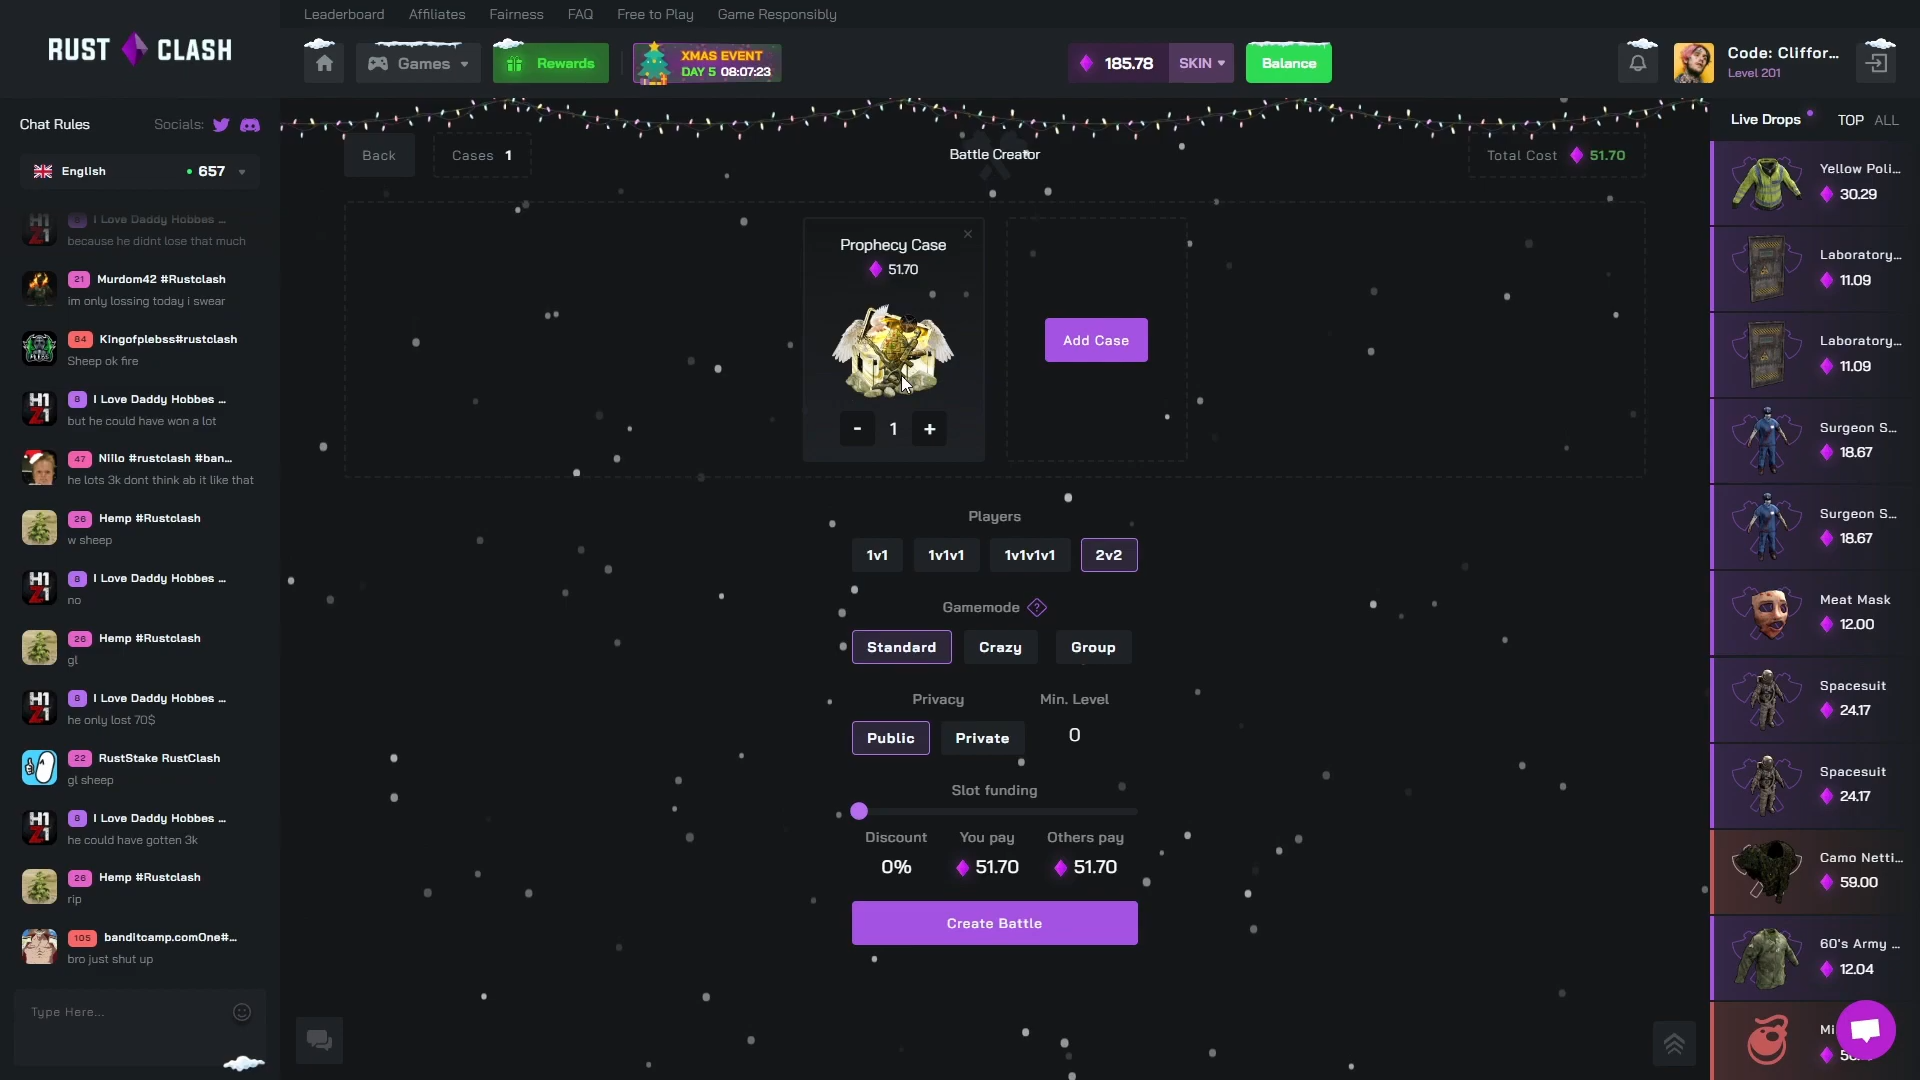 Leaderboard Affiliates Fairness FAQ Free to Play Game Responsibly
RUST CLASH
Games
Rewards
XMAS EVENT
DAY 5 08:07:23
185.78
SKIN
Balance
Code: Cliffor...
Level 201
Chat Rules
Socials:
English
657
8 I Love Daddy Hobbes ...
because he didnt lose that much
21 Murdom42 #Rustclash
im only lossing today i swear
84 Kingofplebss#rustclash
Sheep ok fire
8 I Love Daddy Hobbes ...
but he could have won a lot
47 Niilo #rustclash #ban...
he lots 3k dont think ab it like that
26 Hemp #Rustclash
w sheep
8 I Love Daddy Hobbes ...
no
26 Hemp #Rustclash
gl
8 I Love Daddy Hobbes ...
he only lost 70$
22 RustStake RustClash
gl sheep
8 I Love Daddy Hobbes ...
he could have gotten 3k
26 Hemp #Rustclash
rip
105 banditcamp.comOne#...
bro just shut up
Type Here...
Back
Cases 1
Battle Creator
Total Cost 51.70
Prophecy Case
51.70
- 1 +
Add Case
Players
1v1 1v1v1 1v1v1v1 2v2
Gamemode ?
Standard Crazy Group
Privacy Min. Level
Public Private 0
Slot funding
Discount You pay Others pay
0% 51.70 51.70
Create Battle
Live Drops TOP ALL
Yellow Poli...
30.29
Laboratory...
11.09
Laboratory...
11.09
Surgeon S...
18.67
Surgeon S...
18.67
Meat Mask
12.00
Spacesuit
24.17
Spacesuit
24.17
Camo Netti...
59.00
60's Army ...
12.04